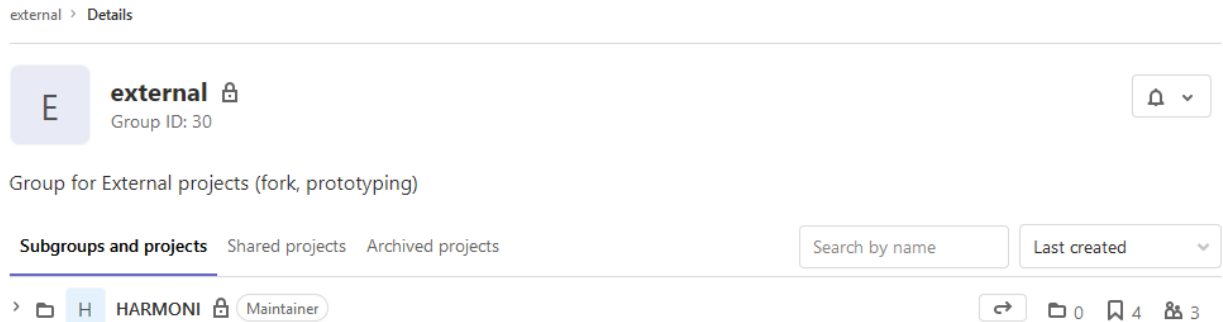 external > Details
E
external
Group ID: 30
Group for External projects (fork, prototyping)
Subgroups and projects Shared projects Archived projects Search by name Last created
H HARMONI Maintainer 0 4 3